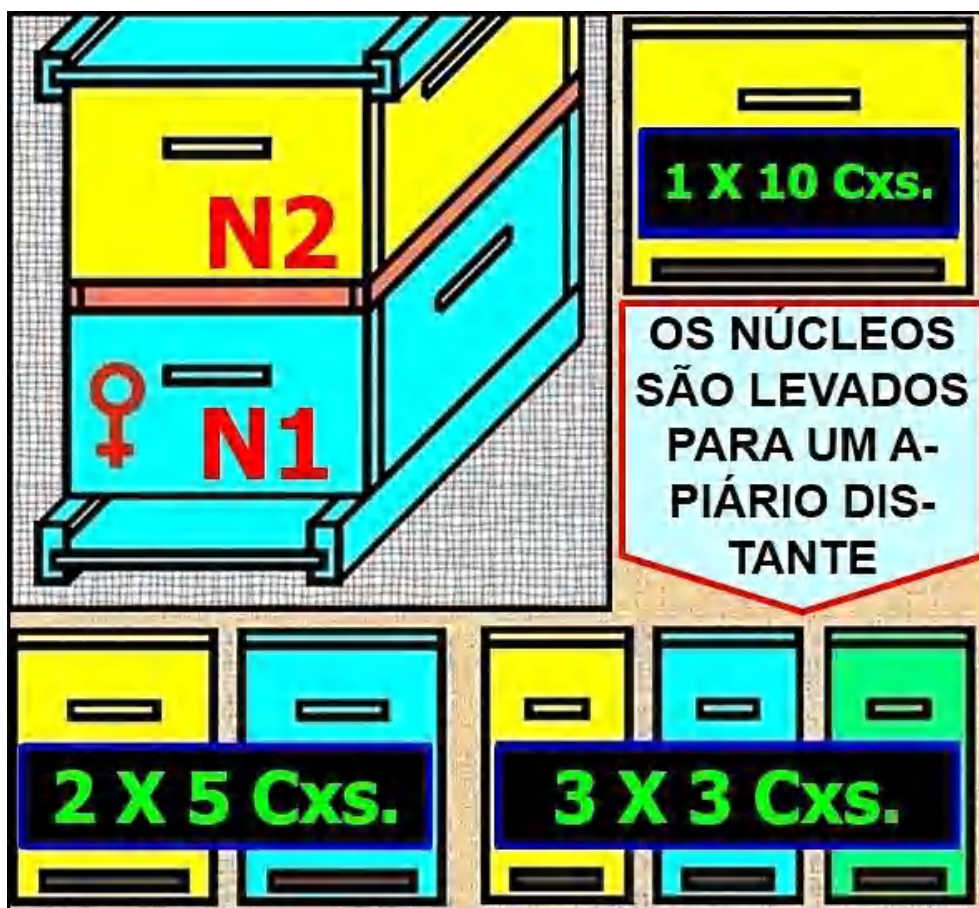 N2
N1
1 X 10 Cxs.
OS NÚCLEOS
SÃO LEVADOS
PARA UM A-
PIÁRIO DIS-
TANTE
2 X 5 Cxs.
3 X 3 Cxs.